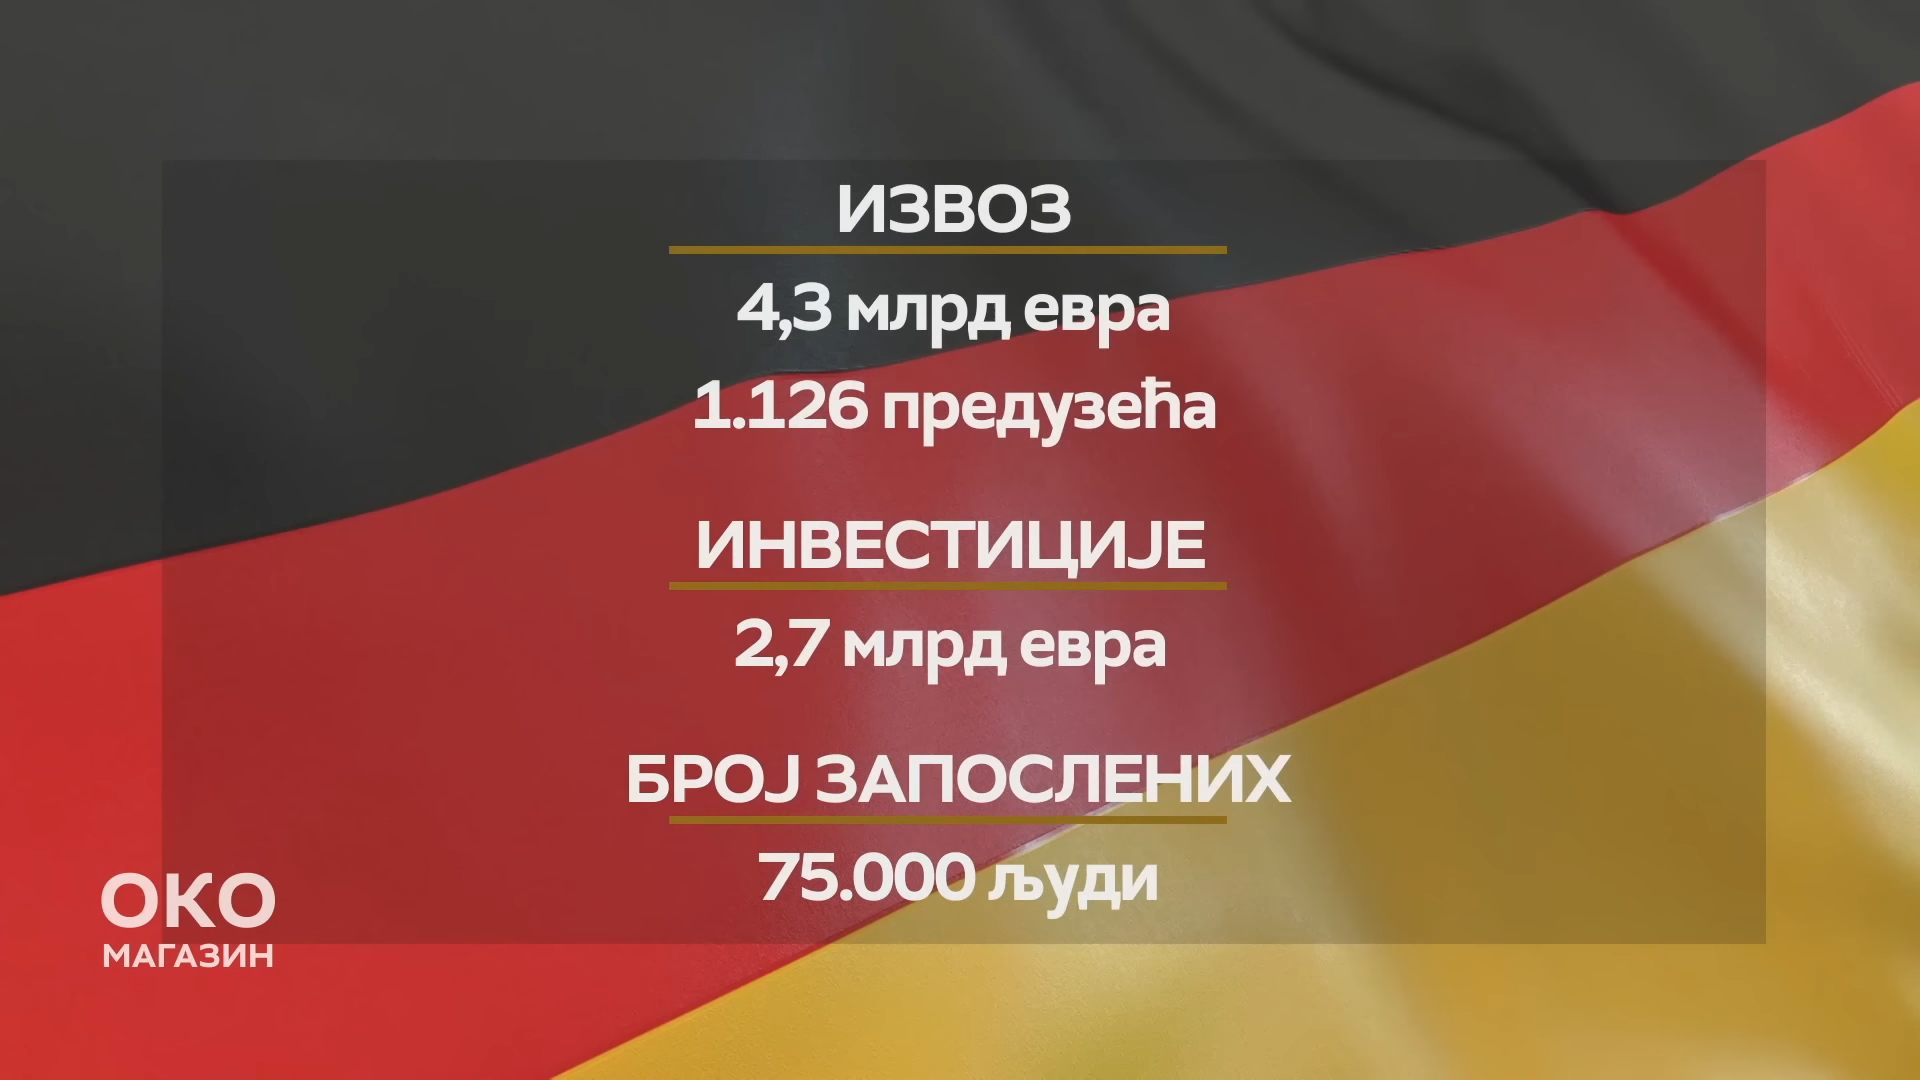 ИЗВОЗ
4,3 млрд евра
1.126 предузећа
ИНВЕСТИЦИЈЕ
2,7 млрд евра
БРОЈ ЗАПОСЛЕНИХ
75.000 људи
ОКО
МАГАЗИН